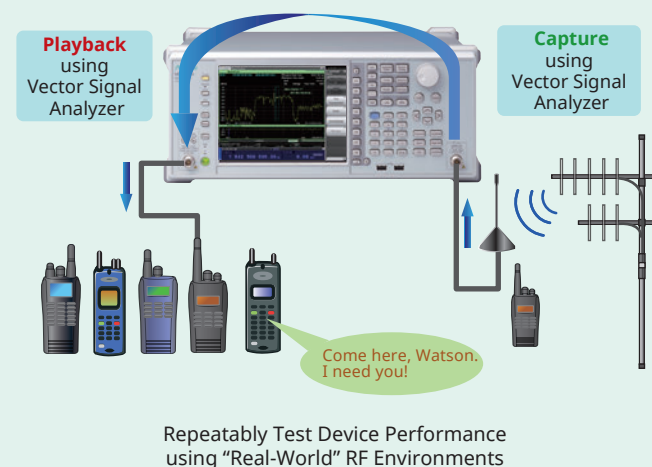 Playback
using
Vector Signal
Analyzer
Capture
using
Vector Signal
Analyzer
Come here, Watson.
I need you!
Repeatably Test Device Performance
using “Real-World” RF Environments